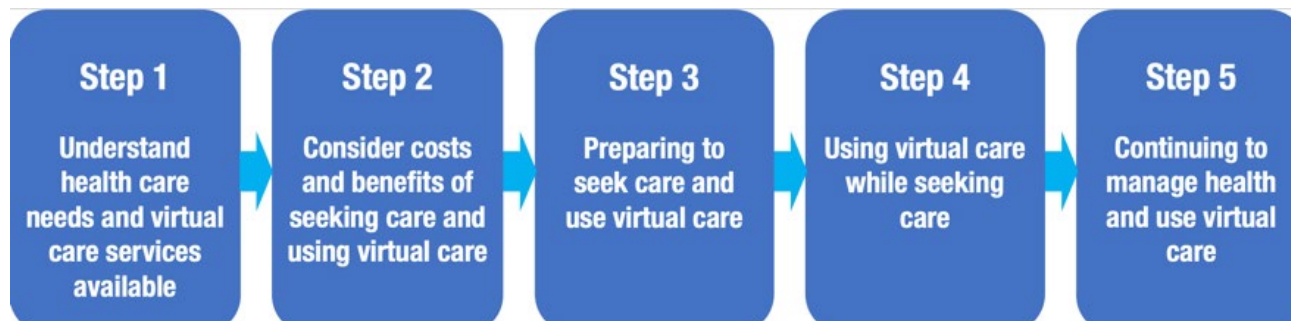 Step 1
Understand
health care
needs and virtual
care services
available
Step 2
Consider costs
and benefits of
seeking care and
using virtual care
Step 3
Preparing to
seek care and
use virtual care
Step 4
Using virtual care
while seeking
care
Step 5
Continuing to
manage health
and use virtual
care